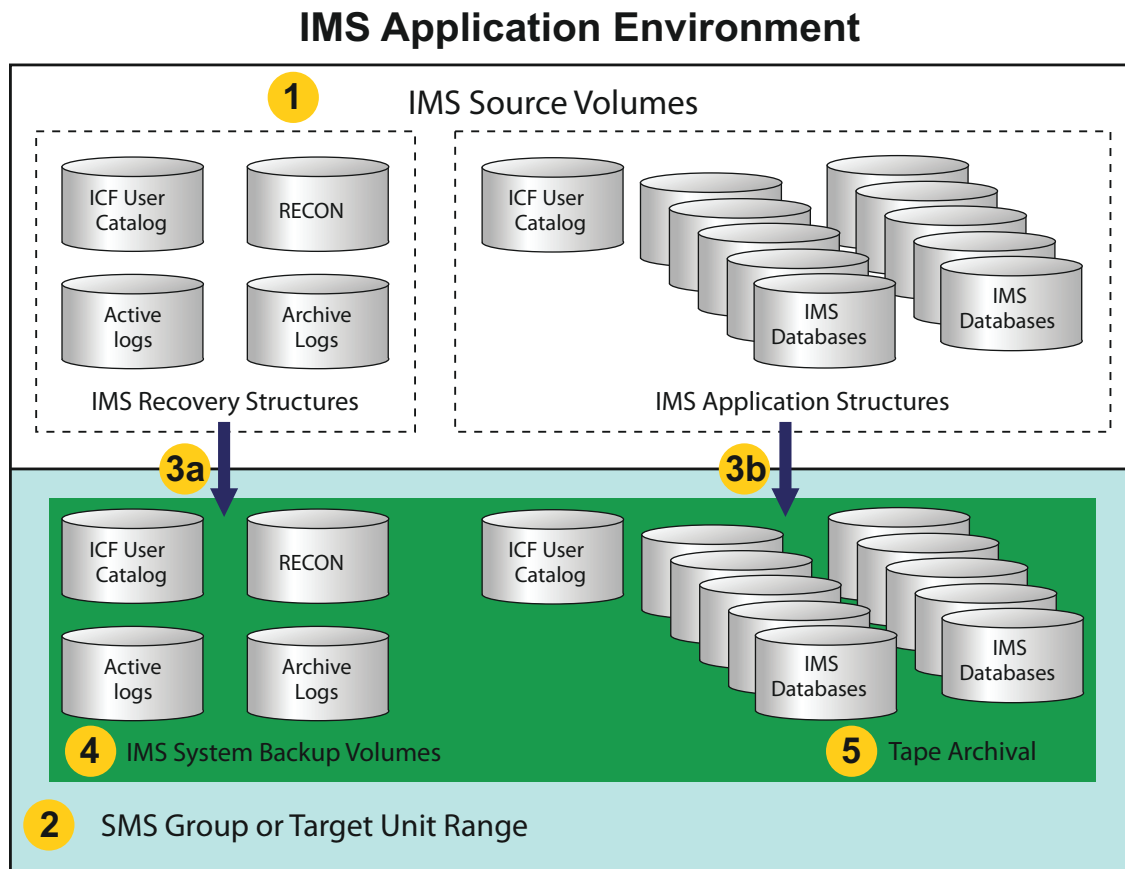 IMS Application Environment
1
IMS Source Volumes
ICF User
Catalog
RECON
Active
logs
Archive
Logs
IMS Recovery Structures
ICF User
Catalog
IMS
Databases
IMS
Databases
IMS Application Structures
3a
3b
ICF User
Catalog
RECON
Active
logs
Archive
Logs
ICF User
Catalog
IMS
Databases
IMS
Databases
4
IMS System Backup Volumes
5
Tape Archival
2
SMS Group or Target Unit Range